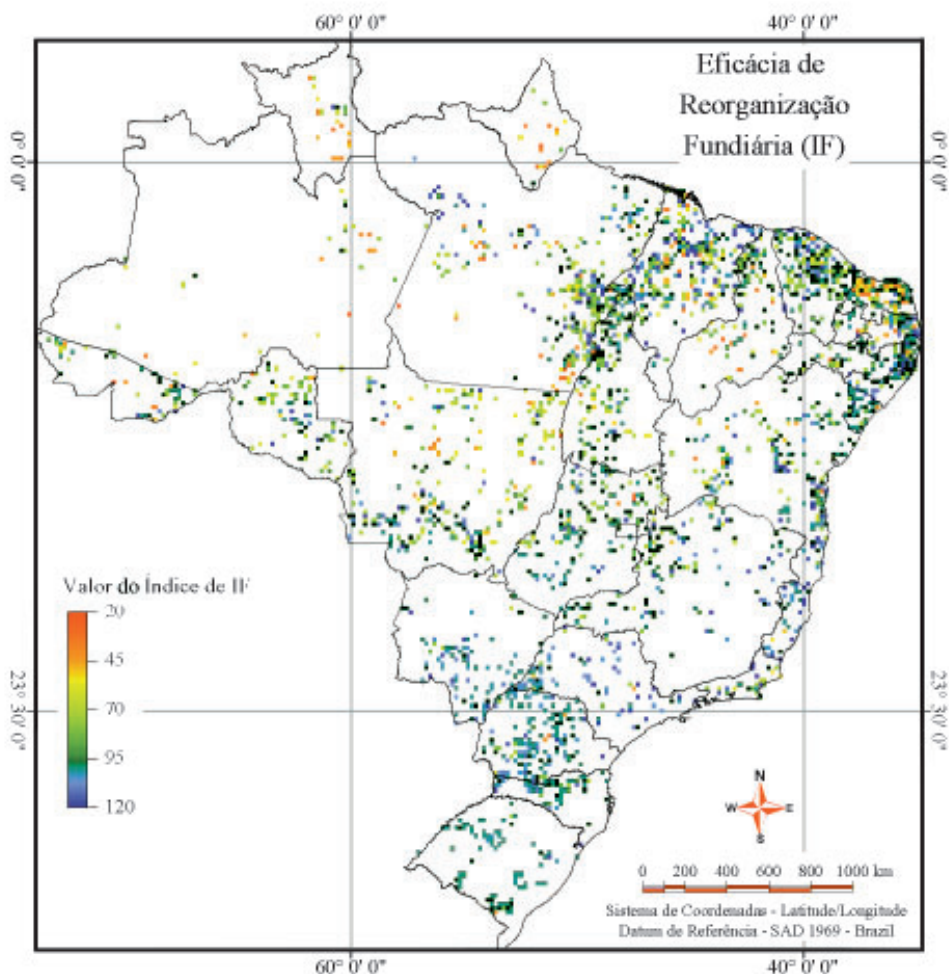 60° 0' 0"
40° 0' 0"
Eficácia de
Reorganização
Fundiária (IF)
0° 0' 0"
0° 0' 0"
Valor do Índice de IF
20
45
70
95
120
23° 30' 0"
23° 30' 0"
N
W E
S
0 200 400 600 800 1000 km
Sistema de Coordenadas - Latitude/Longitude
Datum de Referência - SAD 1969 - Brazil
60° 0' 0"
40° 0' 0"